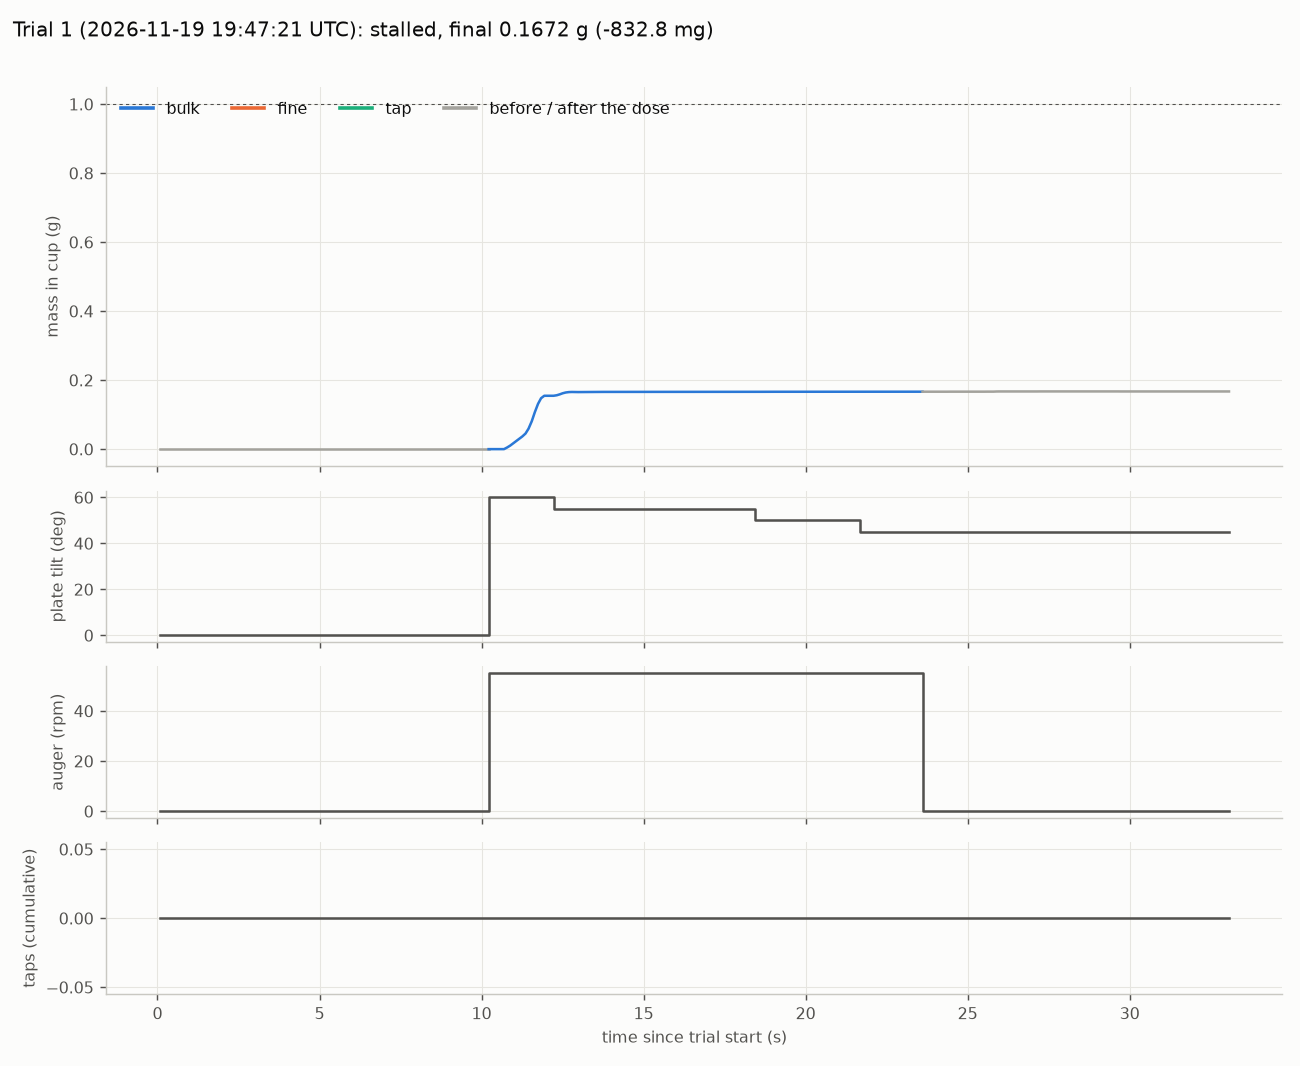 Trial 1 (2026-11-19 19:47:21 UTC): stalled, final 0.1672 g (-832.8 mg)
bulk fine tap before / after the dose
mass in cup (g)
1.0
0.8
0.6
0.4
0.2
0.0
plate tilt (deg)
60
40
20
0
auger (rpm)
40
20
0
taps (cumulative)
0.05
0.00
−0.05
0 5 10 15 20 25 30
time since trial start (s)